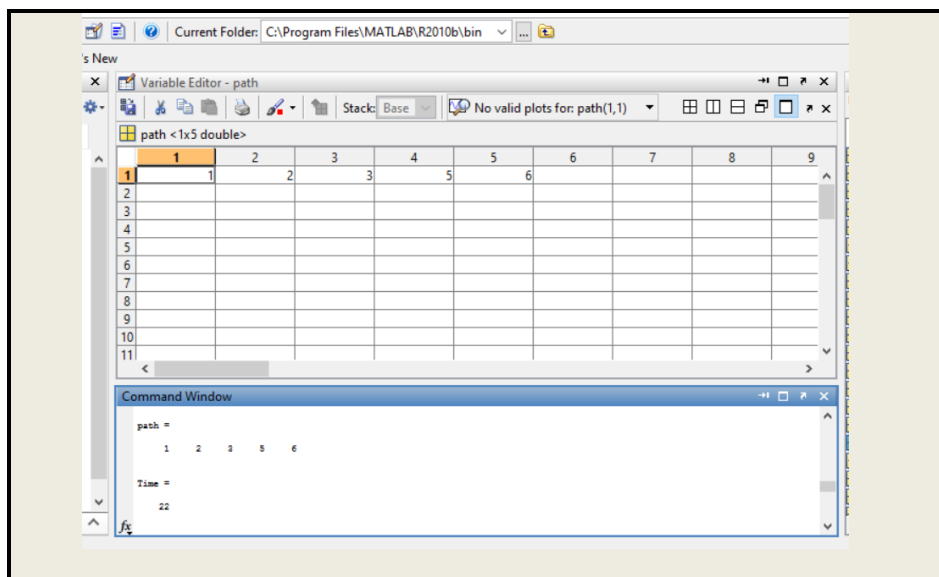 Current Folder: C:\Program Files\MATLAB\R2010b\bin ...
's New
Variable Editor - path
Stack: Base No valid plots for: path(1,1)
path <1x5 double>
1 2 3 4 5 6 7 8 9
1 1 2 3 5 6
2
3
4
5
6
7
8
9
10
11
Command Window
path =
1 2 3 5 6
Time =
22
fx